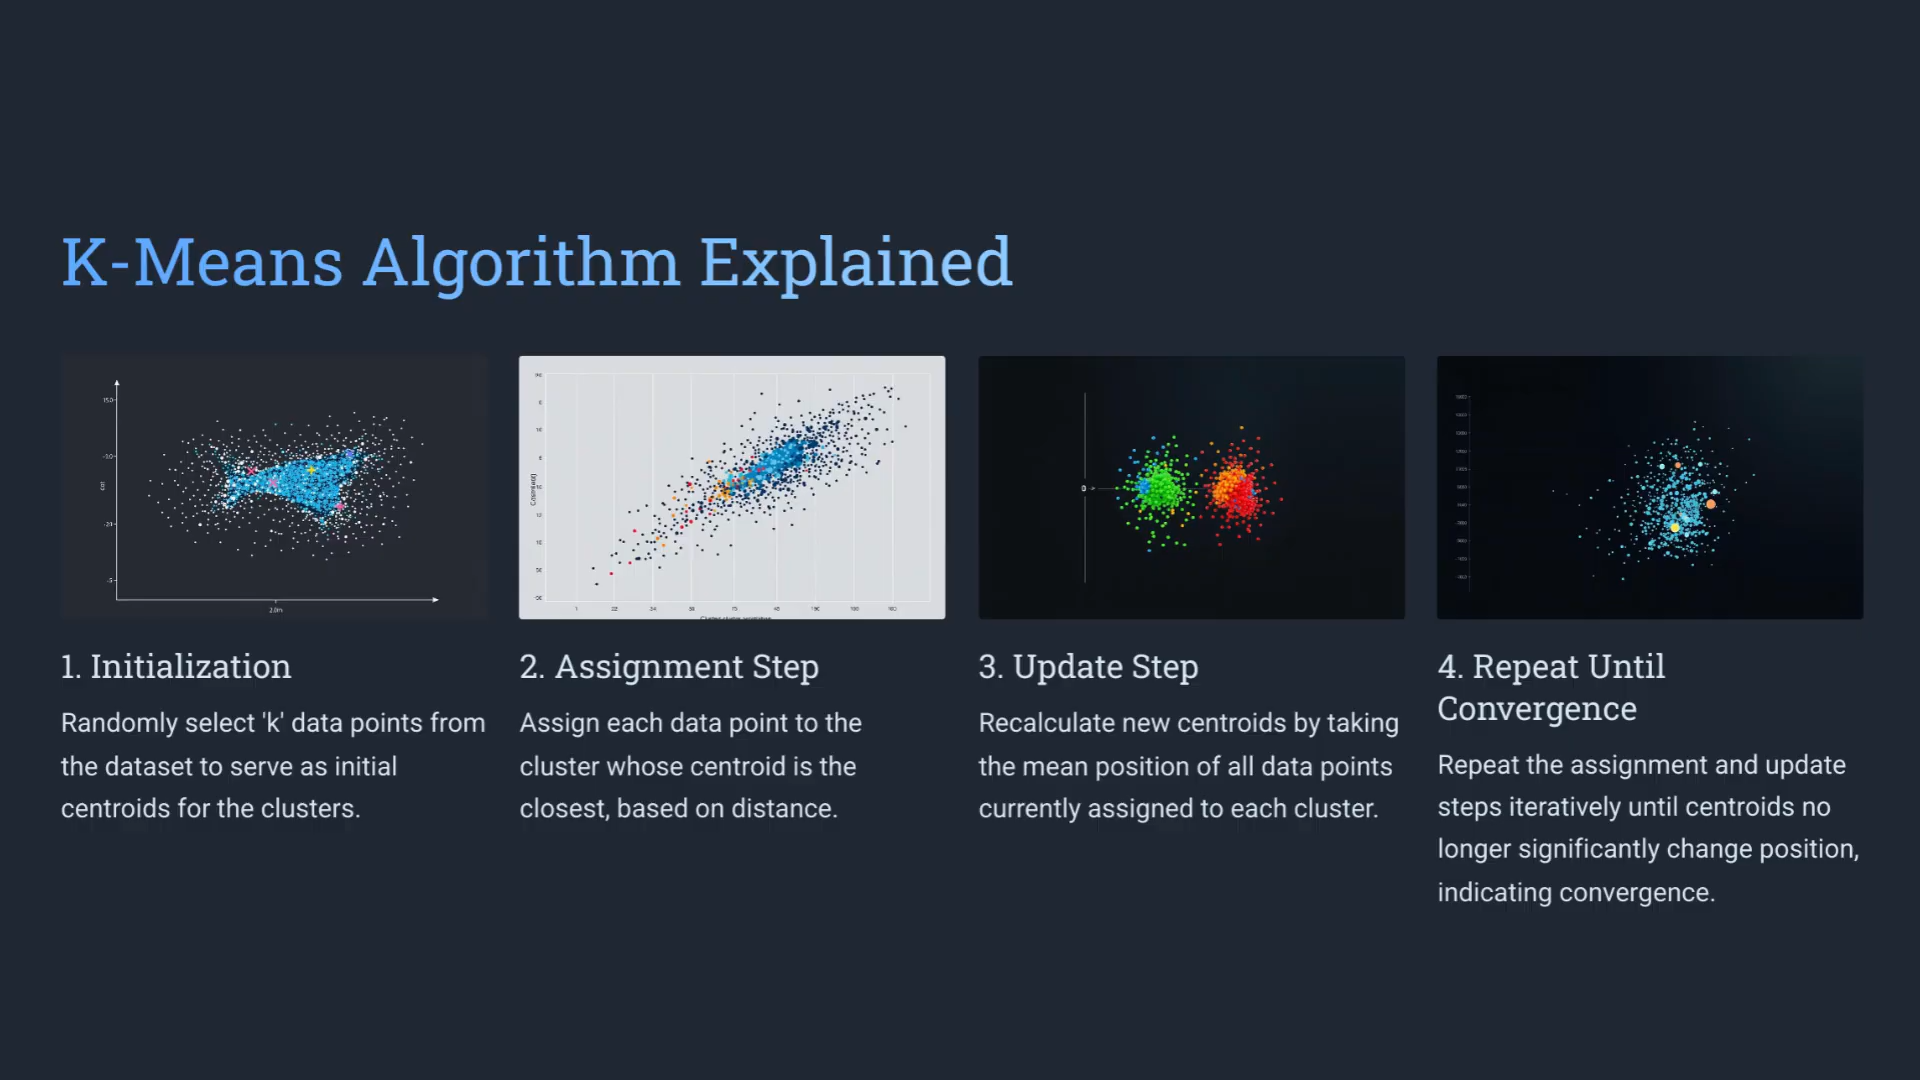 K-Means Algorithm Explained
1. Initialization
Randomly select 'k' data points from
the dataset to serve as initial
centroids for the clusters.
2. Assignment Step
Assign each data point to the
cluster whose centroid is the
closest, based on distance.
3. Update Step
Recalculate new centroids by taking
the mean position of all data points
currently assigned to each cluster.
4. Repeat Until
Convergence
Repeat the assignment and update
steps iteratively until centroids no
longer significantly change position,
indicating convergence.